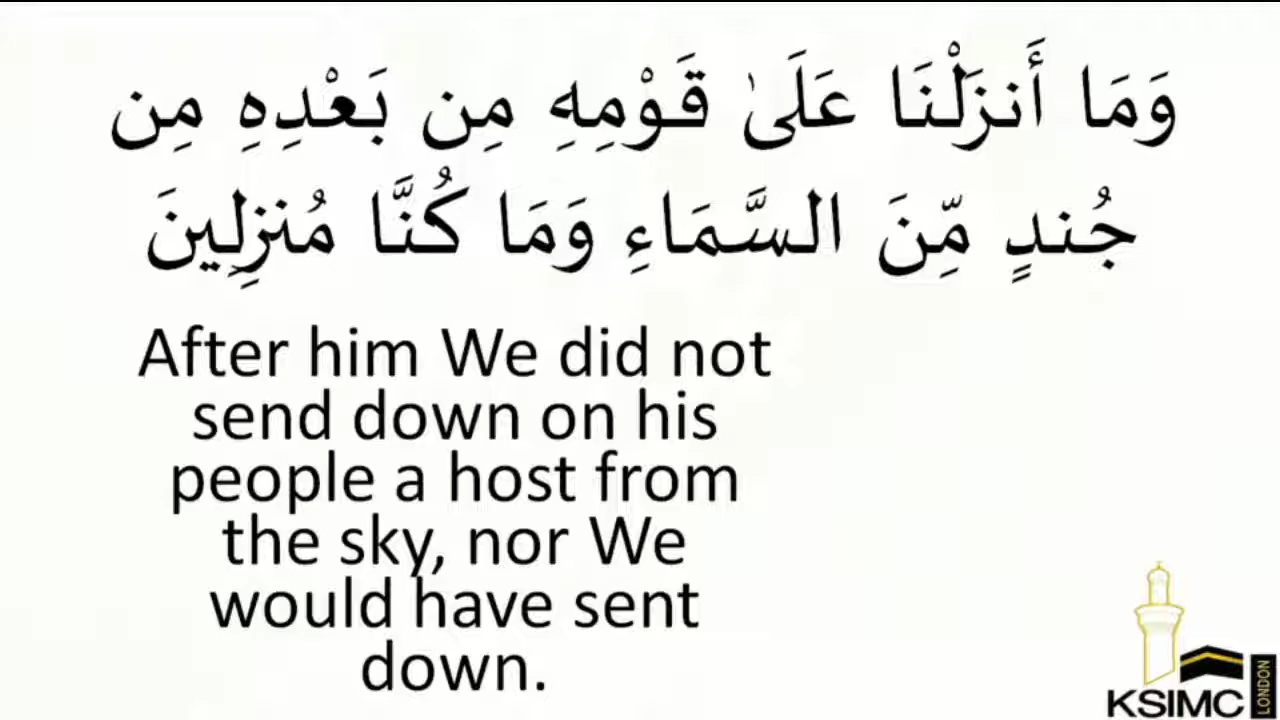 وَمَا أَنزَلْنَا عَلَىٰ قَوْمِهِ مِن بَعْدِهِ مِن
جُندٍ مِّنَ السَّمَاءِ وَمَا كُنَّا مُنزِلِينَ
After him We did not
send down on his
people a host from
the sky, nor We
would have sent
down.
KSIMC
LONDON